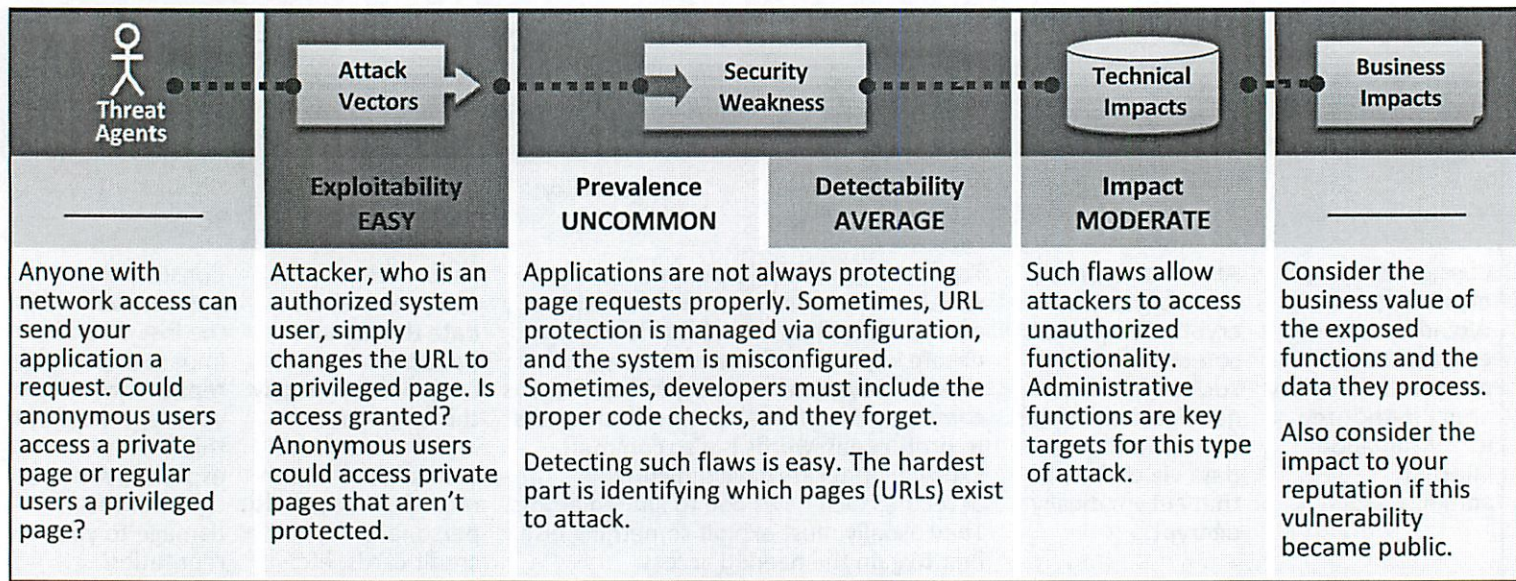 Threat
Agents
Attack
Vectors
Security
Weakness
Technical
Impacts
Business
Impacts
Exploitability
EASY
Prevalence
UNCOMMON
Detectability
AVERAGE
Impact
MODERATE
Anyone with
network access can
send your
application a
request. Could
anonymous users
access a private
page or regular
users a privileged
page?
Attacker, who is an
authorized system
user, simply
changes the URL to
a privileged page. Is
access granted?
Anonymous users
could access private
pages that aren’t
protected.
Applications are not always protecting
page requests properly. Sometimes, URL
protection is managed via configuration,
and the system is misconfigured.
Sometimes, developers must include the
proper code checks, and they forget.
Detecting such flaws is easy. The hardest
part is identifying which pages (URLs) exist
to attack.
Such flaws allow
attackers to access
unauthorized
functionality.
Administrative
functions are key
targets for this type
of attack.
Consider the
business value of
the exposed
functions and the
data they process.
Also consider the
impact to your
reputation if this
vulnerability
became public.